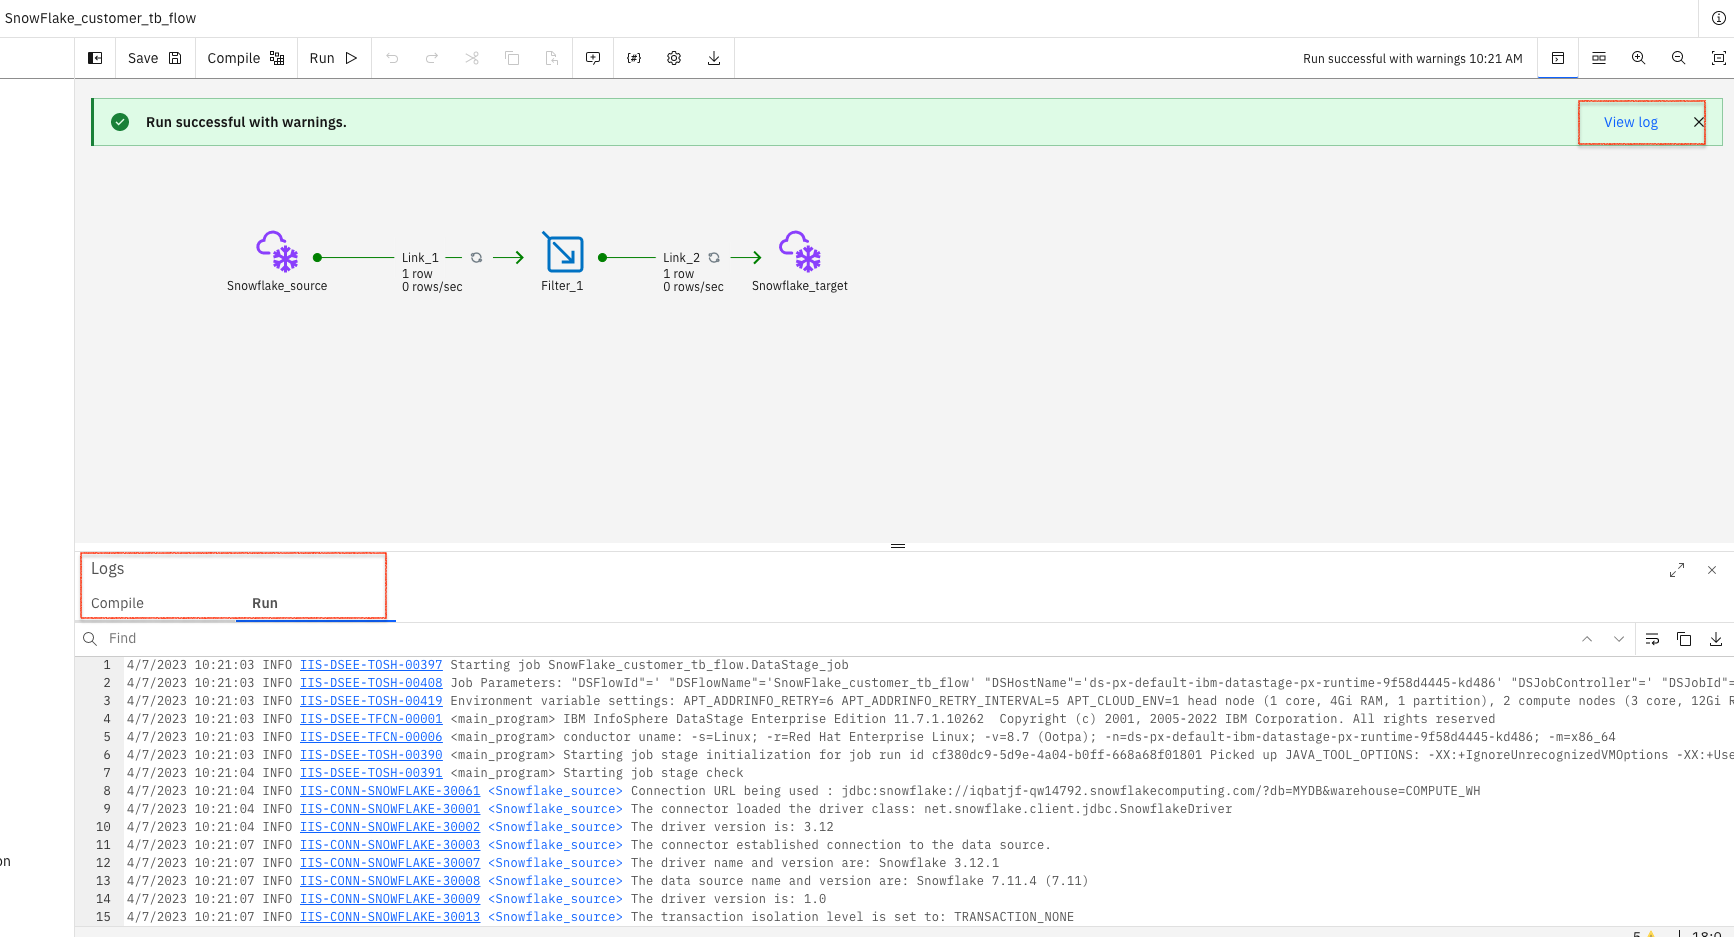 SnowFlake_customer_tb_flow
Save Compile Run {#} Run successful with warnings 10:21 AM
Run successful with warnings. View log
Link_1
1 row
0 rows/sec
Link_2
1 row
0 rows/sec
Snowflake_source Filter_1 Snowflake_target
Logs
Compile Run
Find
1 4/7/2023 10:21:03 INFO IIS-DSEE-TOSH-00397 Starting job SnowFlake_customer_tb_flow.DataStage_job
2 4/7/2023 10:21:03 INFO IIS-DSEE-TOSH-00408 Job Parameters: "DSFlowId"=' "DSFlowName"='SnowFlake_customer_tb_flow' "DSHostName"='ds-px-default-ibm-datastage-px-runtime-9f58d4445-kd486' "DSJobController"=' "DSJobId"=
3 4/7/2023 10:21:03 INFO IIS-DSEE-TOSH-00419 Environment variable settings: APT_ADDRINFO_RETRY=6 APT_ADDRINFO_RETRY_INTERVAL=5 APT_CLOUD_ENV=1 head node (1 core, 4Gi RAM, 1 partition), 2 compute nodes (3 core, 12Gi R
4 4/7/2023 10:21:03 INFO IIS-DSEE-TFCN-00001 <main_program> IBM InfoSphere DataStage Enterprise Edition 11.7.1.10262 Copyright (c) 2001, 2005-2022 IBM Corporation. All rights reserved
5 4/7/2023 10:21:03 INFO IIS-DSEE-TFCN-00006 <main_program> conductor uname: -s=Linux; -r=Red Hat Enterprise Linux; -v=8.7 (Ootpa); -n=ds-px-default-ibm-datastage-px-runtime-9f58d4445-kd486; -m=x86_64
6 4/7/2023 10:21:03 INFO IIS-DSEE-TOSH-00390 <main_program> Starting job stage initialization for job run id cf380dc9-5d9e-4a04-b0ff-668a68f01801 Picked up JAVA_TOOL_OPTIONS: -XX:+IgnoreUnrecognizedVMOptions -XX:+Use
7 4/7/2023 10:21:04 INFO IIS-DSEE-TOSH-00391 <main_program> Starting job stage check
8 4/7/2023 10:21:04 INFO IIS-CONN-SNOWFLAKE-30061 <Snowflake_source> Connection URL being used : jdbc:snowflake://iqbatjf-qw14792.snowflakecomputing.com/?db=MYDB&warehouse=COMPUTE_WH
9 4/7/2023 10:21:04 INFO IIS-CONN-SNOWFLAKE-30001 <Snowflake_source> The connector loaded the driver class: net.snowflake.client.jdbc.SnowflakeDriver
10 4/7/2023 10:21:04 INFO IIS-CONN-SNOWFLAKE-30002 <Snowflake_source> The driver version is: 3.12
on
11 4/7/2023 10:21:07 INFO IIS-CONN-SNOWFLAKE-30003 <Snowflake_source> The connector established connection to the data source.
12 4/7/2023 10:21:07 INFO IIS-CONN-SNOWFLAKE-30007 <Snowflake_source> The driver name and version are: Snowflake 3.12.1
13 4/7/2023 10:21:07 INFO IIS-CONN-SNOWFLAKE-30008 <Snowflake_source> The data source name and version are: Snowflake 7.11.4 (7.11)
14 4/7/2023 10:21:07 INFO IIS-CONN-SNOWFLAKE-30009 <Snowflake_source> The driver version is: 1.0
15 4/7/2023 10:21:07 INFO IIS-CONN-SNOWFLAKE-30013 <Snowflake_source> The transaction isolation level is set to: TRANSACTION_NONE